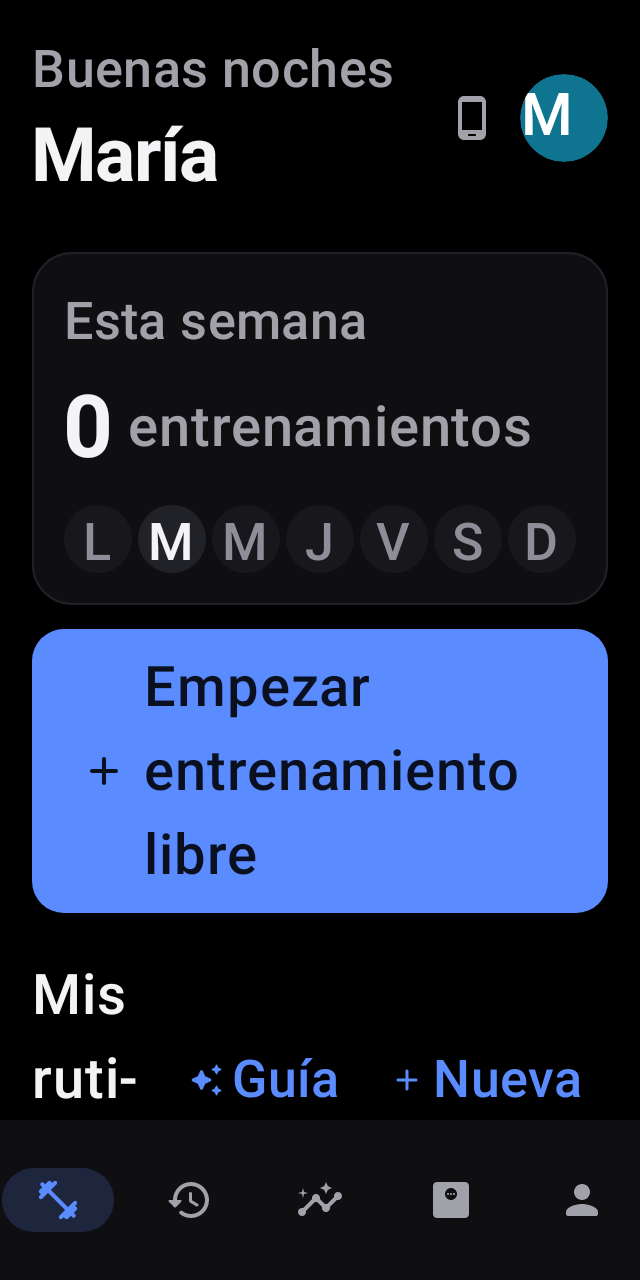 Buenas noches
María
M
Esta semana
0 entrenamientos
L M M J V S D
Empezar
+ entrenamiento
libre
Mis
ruti-
Guía
+ Nueva